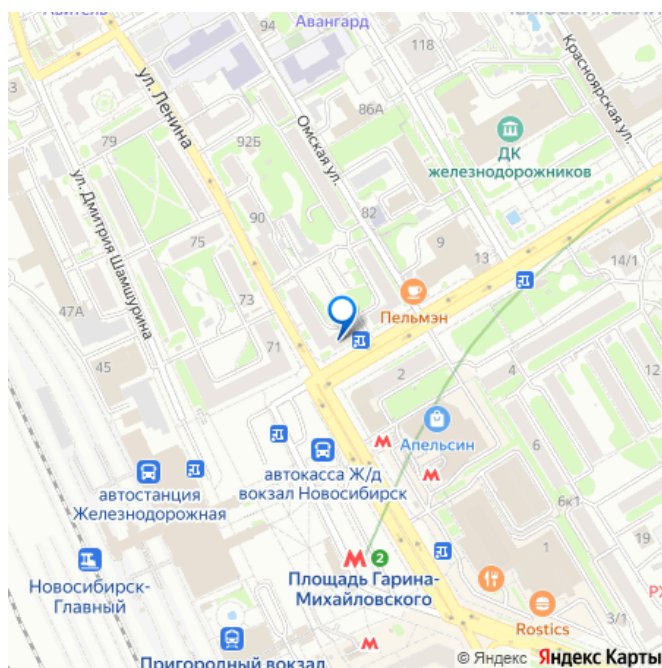 Авангард
94
118
3
86А
Красноярская ул.
ул. Ленина
Омская ул.
79
92Б
ДК
железнодорожников
ул. Дмитрия Шамшурина
90
82
9
13
75
14/1
47А
73
Пельмэн
71
45
2
4
12
Апельсин
6
автокасса Ж/д
вокзал Новосибирск
автостанция
Железнодорожная
6к1
19
1
2
Площадь Гарина-
Михайловского
Новосибирск-
Главный
3/1
Rostics
Пригородный вокзал
© Яндекс Яндекс Карты